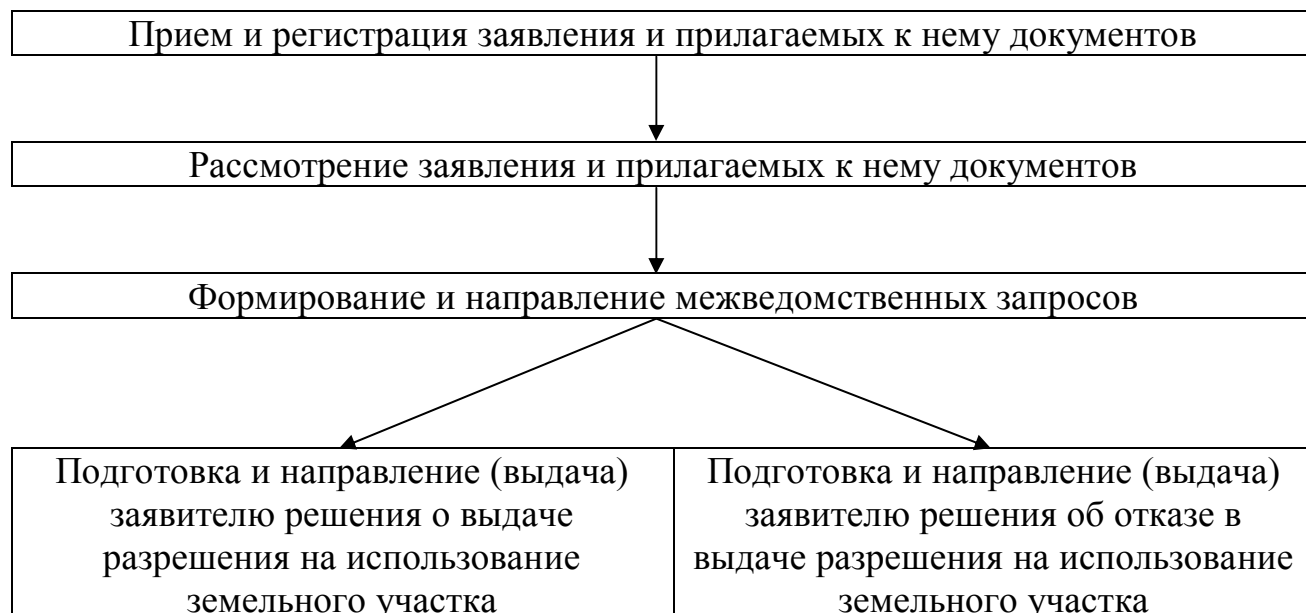 Прием и регистрация заявления и прилагаемых к нему документов
Рассмотрение заявления и прилагаемых к нему документов
Формирование и направление межведомственных запросов
Подготовка и направление (выдача)
заявителю решения о выдаче
разрешения на использование
земельного участка
Подготовка и направление (выдача)
заявителю решения об отказе в
выдаче разрешения на использование
земельного участка